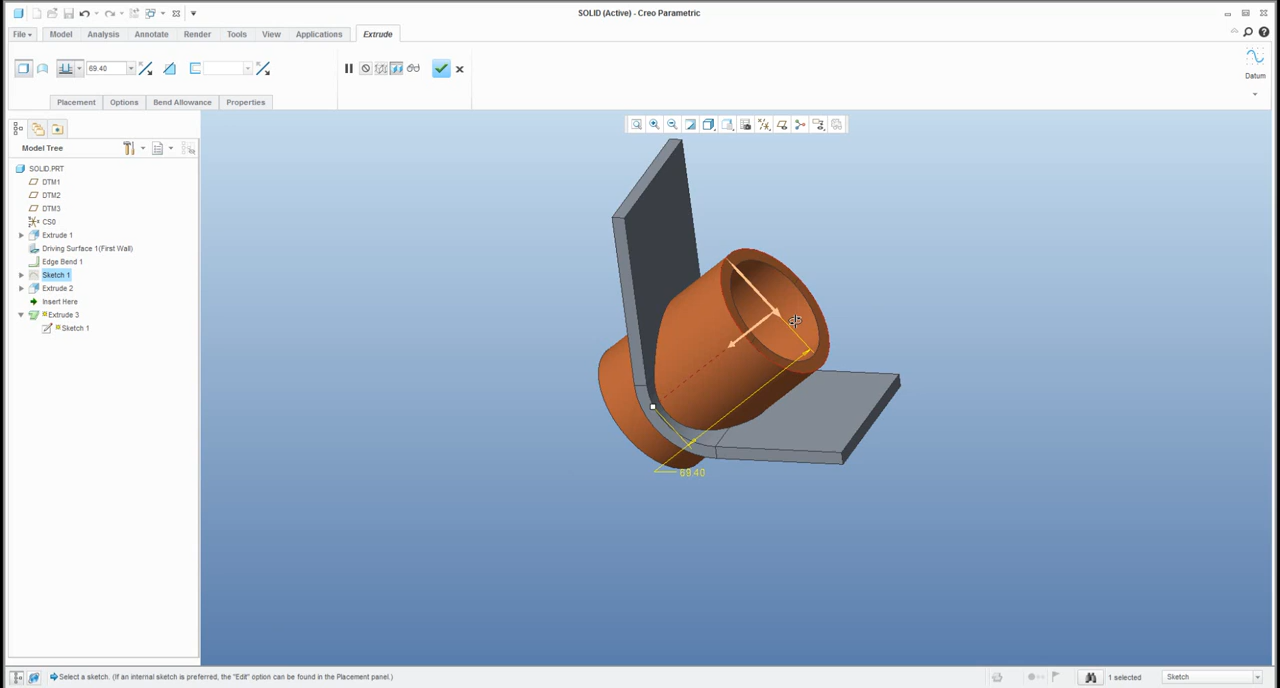 SOLID (Active) - Creo Parametric
File Model Analysis Annotate Render Tools View Applications Extrude
69.40
Datum
Placement Options Bend Allowance Properties
Model Tree
SOLID.PRT
DTM1
DTM2
DTM3
CS0
Extrude 1
Driving Surface 1(First Wall)
Edge Bend 1
Sketch 1
Extrude 2
Insert Here
Extrude 3
Sketch 1
69.40
Select a sketch. (If an internal sketch is preferred, the "Edit" option can be found in the Placement panel.)
1 selected
Sketch